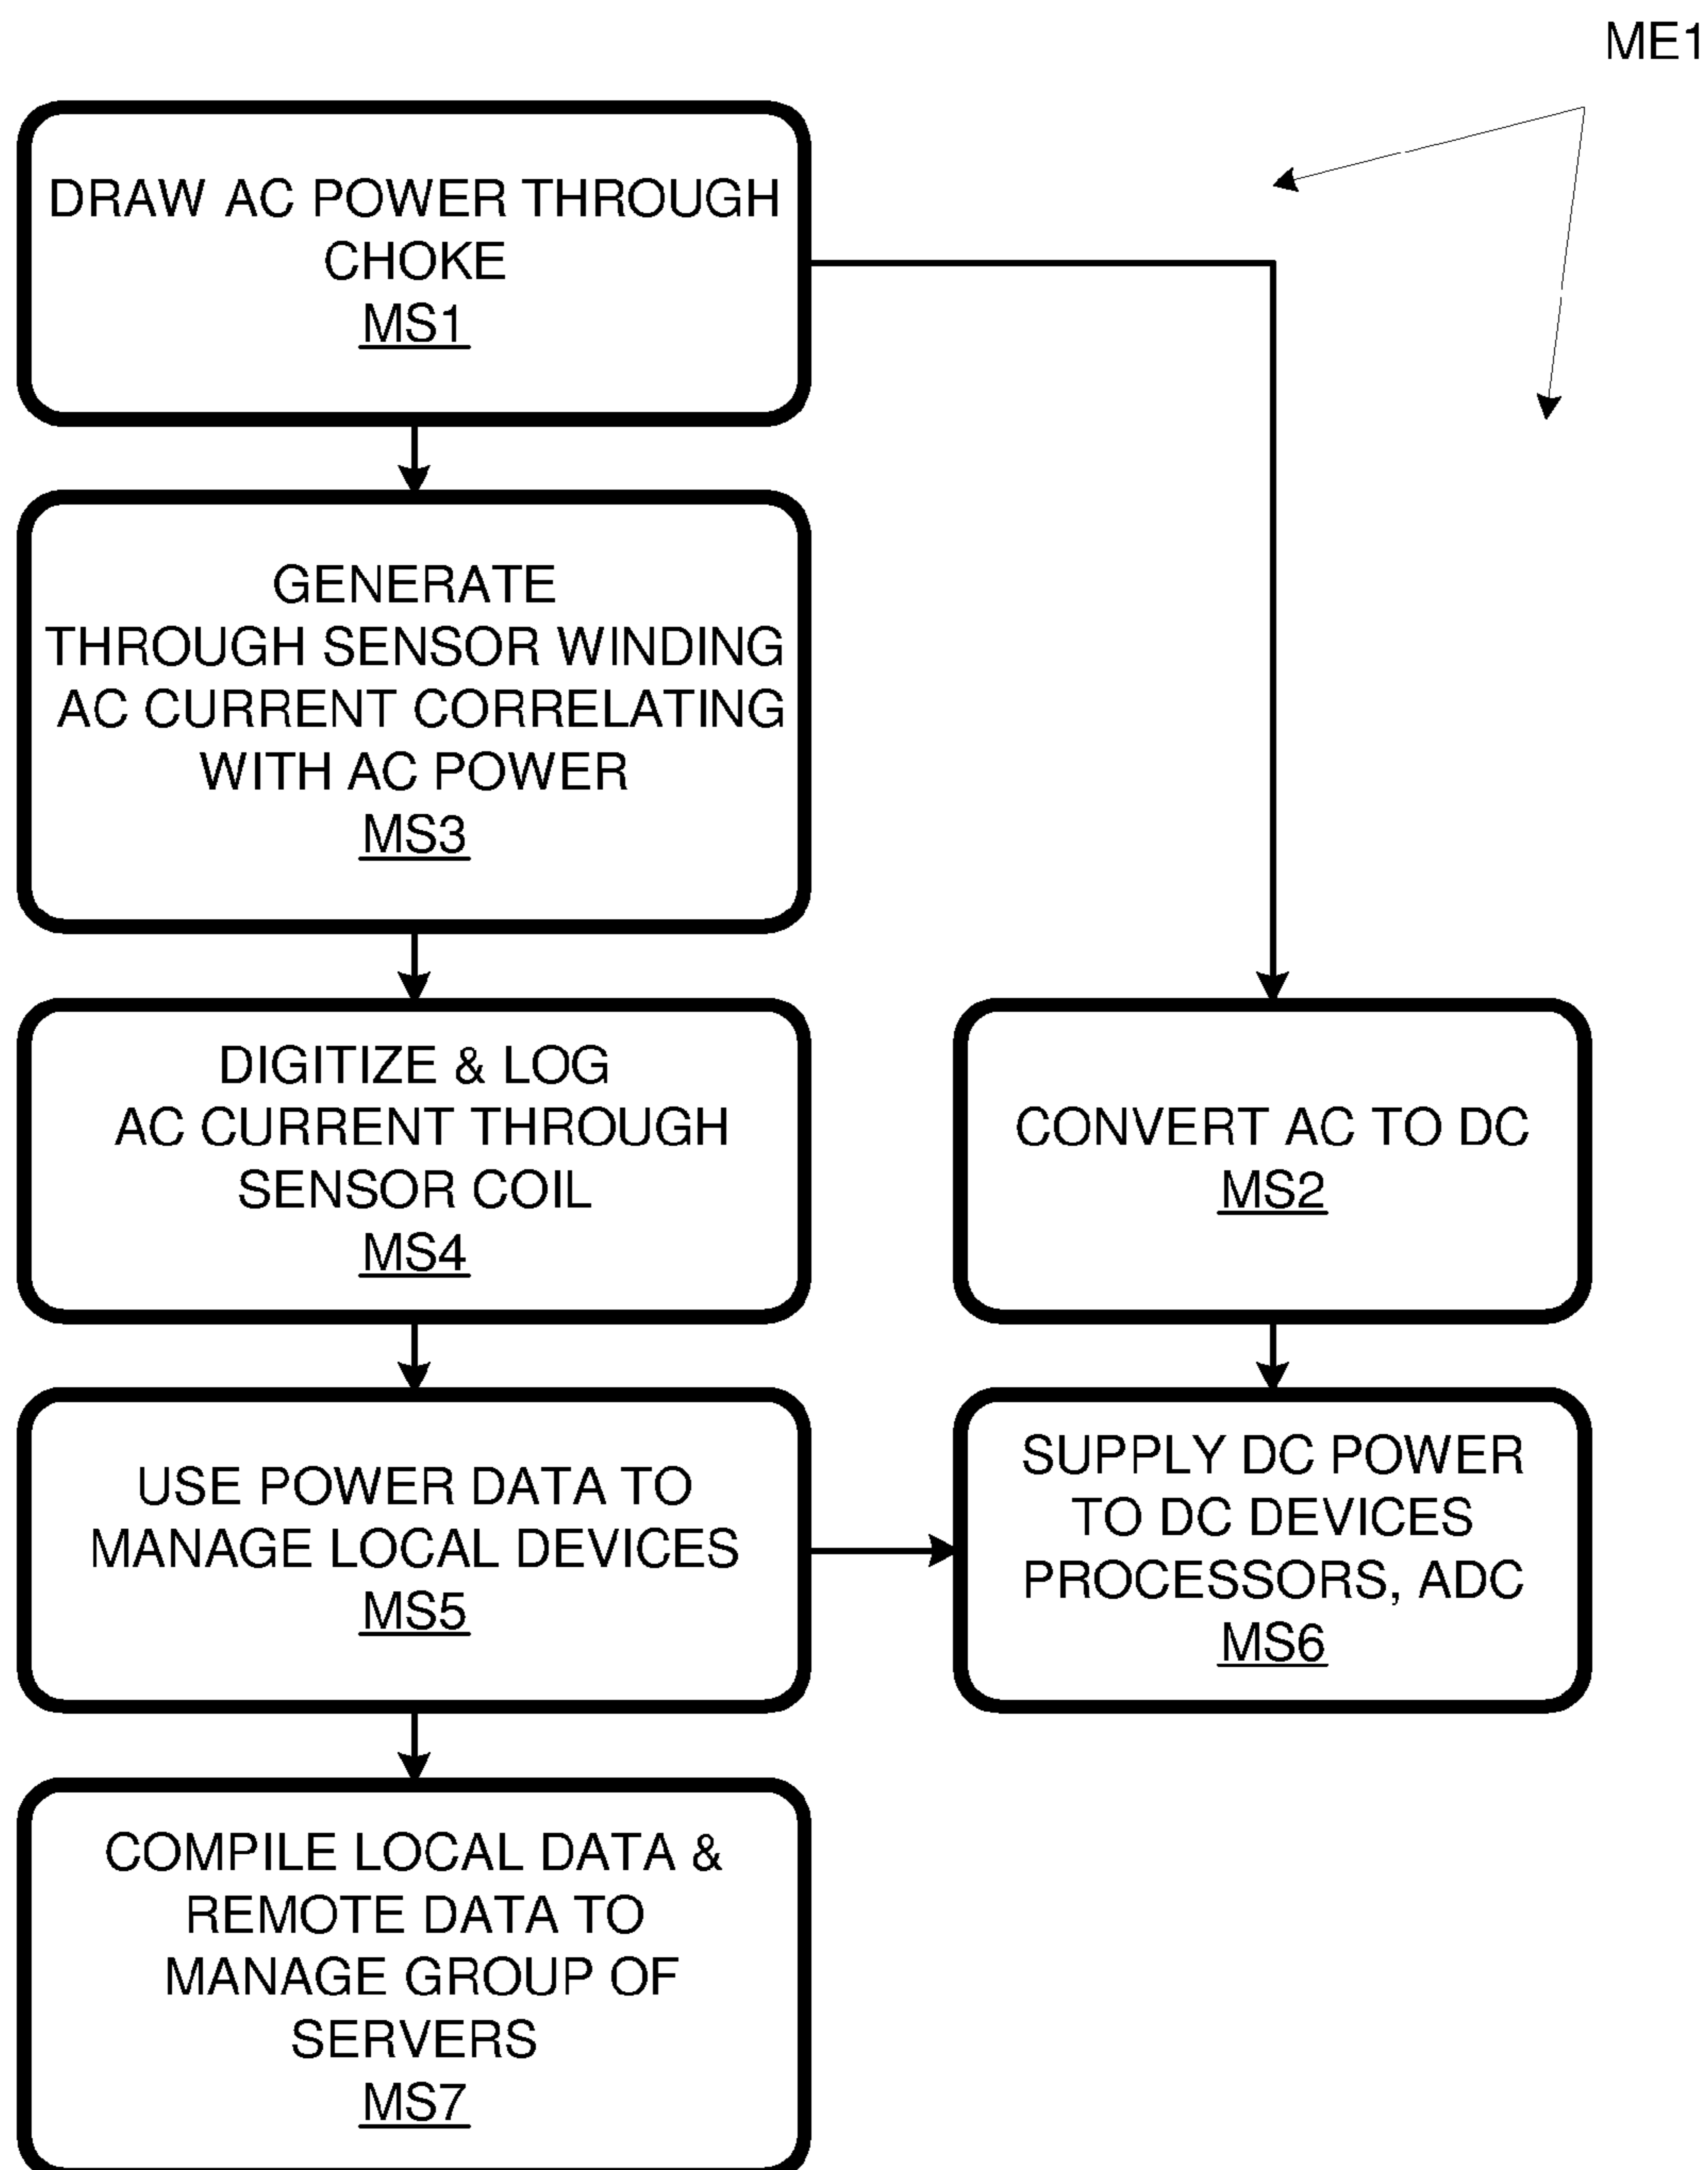 ME1
DRAW AC POWER THROUGH
CHOKE
MS1
GENERATE
THROUGH SENSOR WINDING
AC CURRENT CORRELATING
WITH AC POWER
MS3
DIGITIZE & LOG
AC CURRENT THROUGH
SENSOR COIL
MS4
CONVERT AC TO DC
MS2
USE POWER DATA TO
MANAGE LOCAL DEVICES
MS5
SUPPLY DC POWER
TO DC DEVICES
PROCESSORS, ADC
MS6
COMPILE LOCAL DATA &
REMOTE DATA TO
MANAGE GROUP OF
SERVERS
MS7